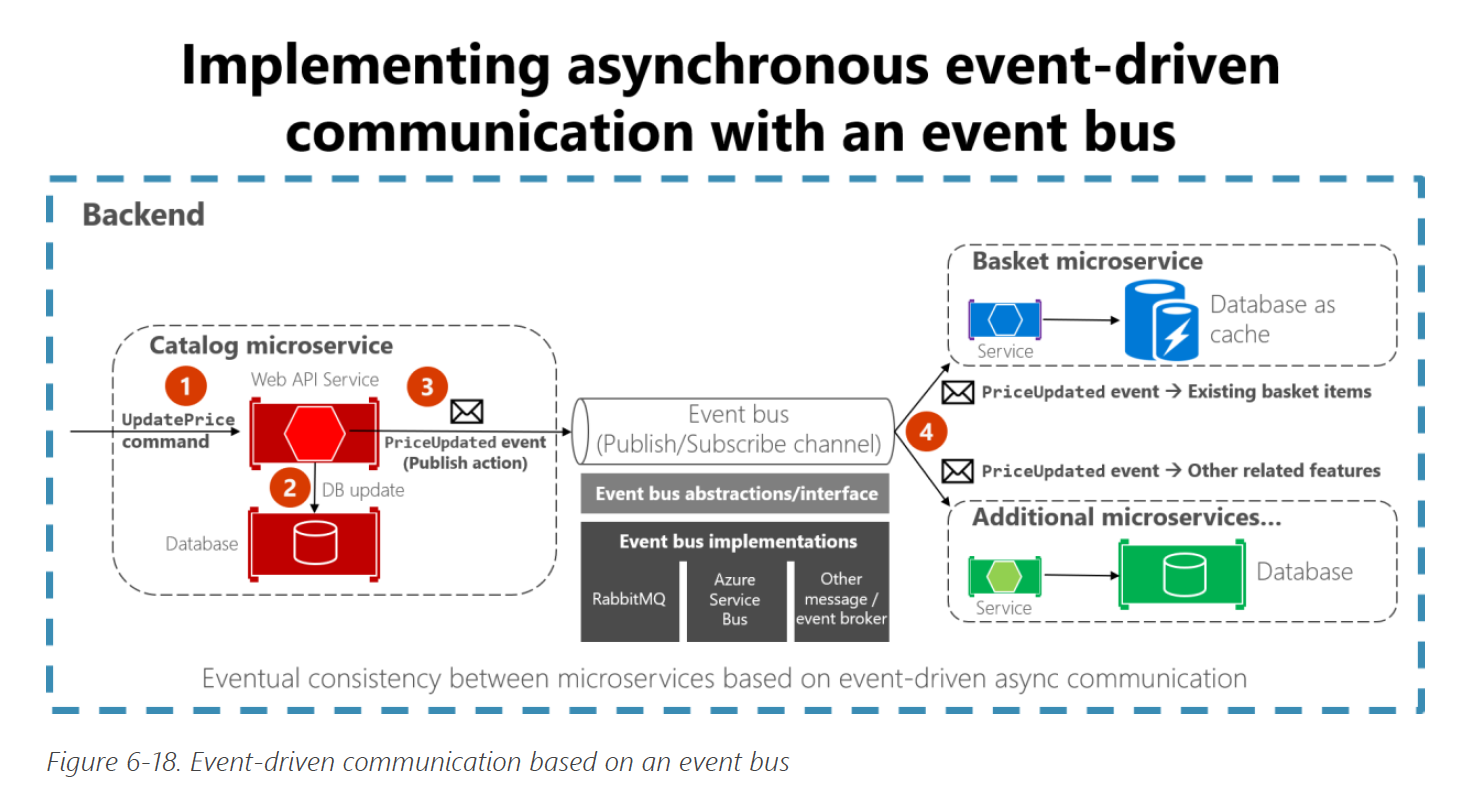 Implementing asynchronous event-driven
communication with an event bus
Backend
Catalog microservice
1
Web API Service
3
UpdatePrice
command
PriceUpdated event
(Publish action)
2
DB update
Database
Event bus
(Publish/Subscribe channel)
Event bus abstractions/interface
Event bus implementations
RabbitMQ
Azure
Service
Bus
Other
message /
event broker
4
Basket microservice
Service
Database as
cache
PriceUpdated event → Existing basket items
PriceUpdated event → Other related features
Additional microservices...
Service
Database
Eventual consistency between microservices based on event-driven async communication
Figure 6-18. Event-driven communication based on an event bus